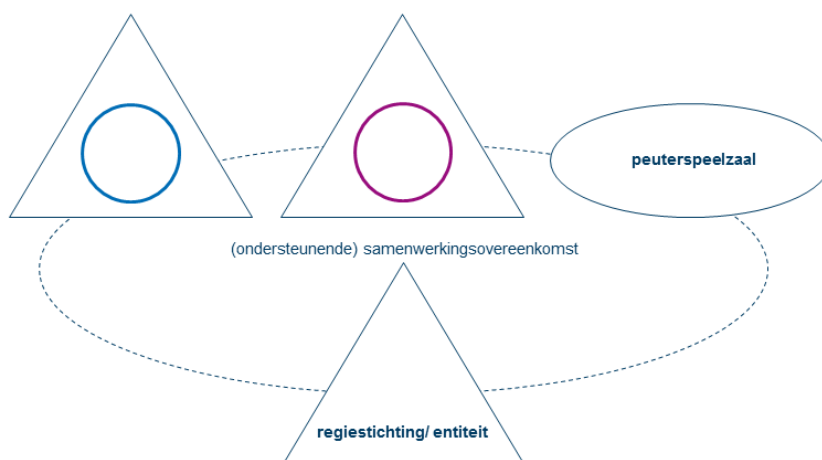 peuterspeelzaal
(ondersteunende) samenwerkingsovereenkomst
regiestichting/ entiteit